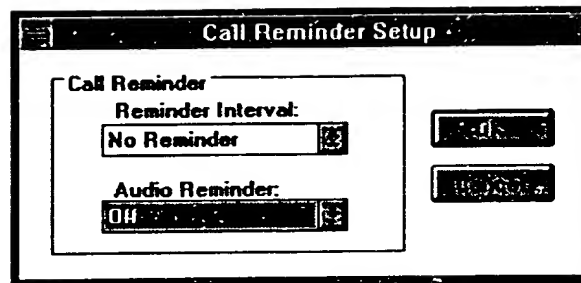 Call Reminder Setup
Call Reminder
Reminder Interval:
No Reminder
Audio Reminder:
Off